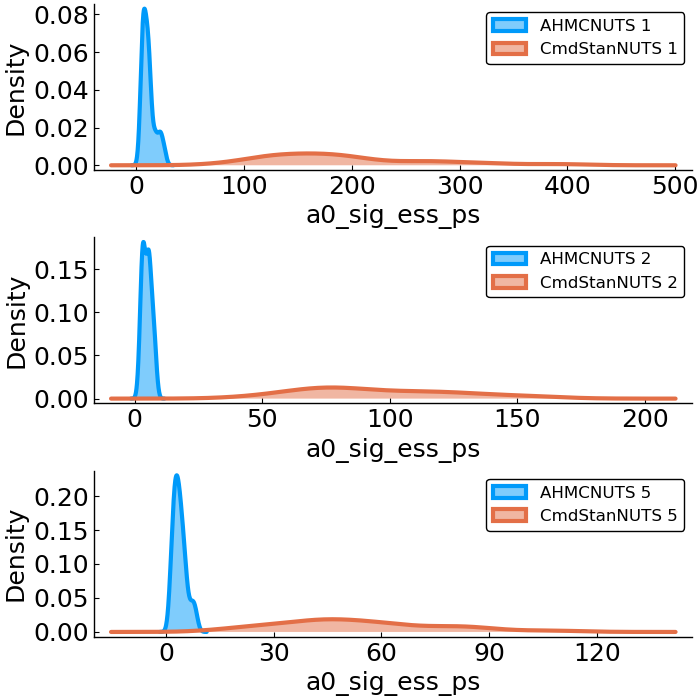 Density
0.08
0.06
0.04
0.02
0.00
AHMCNUTS 1
CmdStanNUTS 1
0 100 200 300 400 500
a0_sig_ess_ps
Density
0.15
0.10
0.05
0.00
AHMCNUTS 2
CmdStanNUTS 2
0 50 100 150 200
a0_sig_ess_ps
Density
0.20
0.15
0.10
0.05
0.00
AHMCNUTS 5
CmdStanNUTS 5
0 30 60 90 120
a0_sig_ess_ps